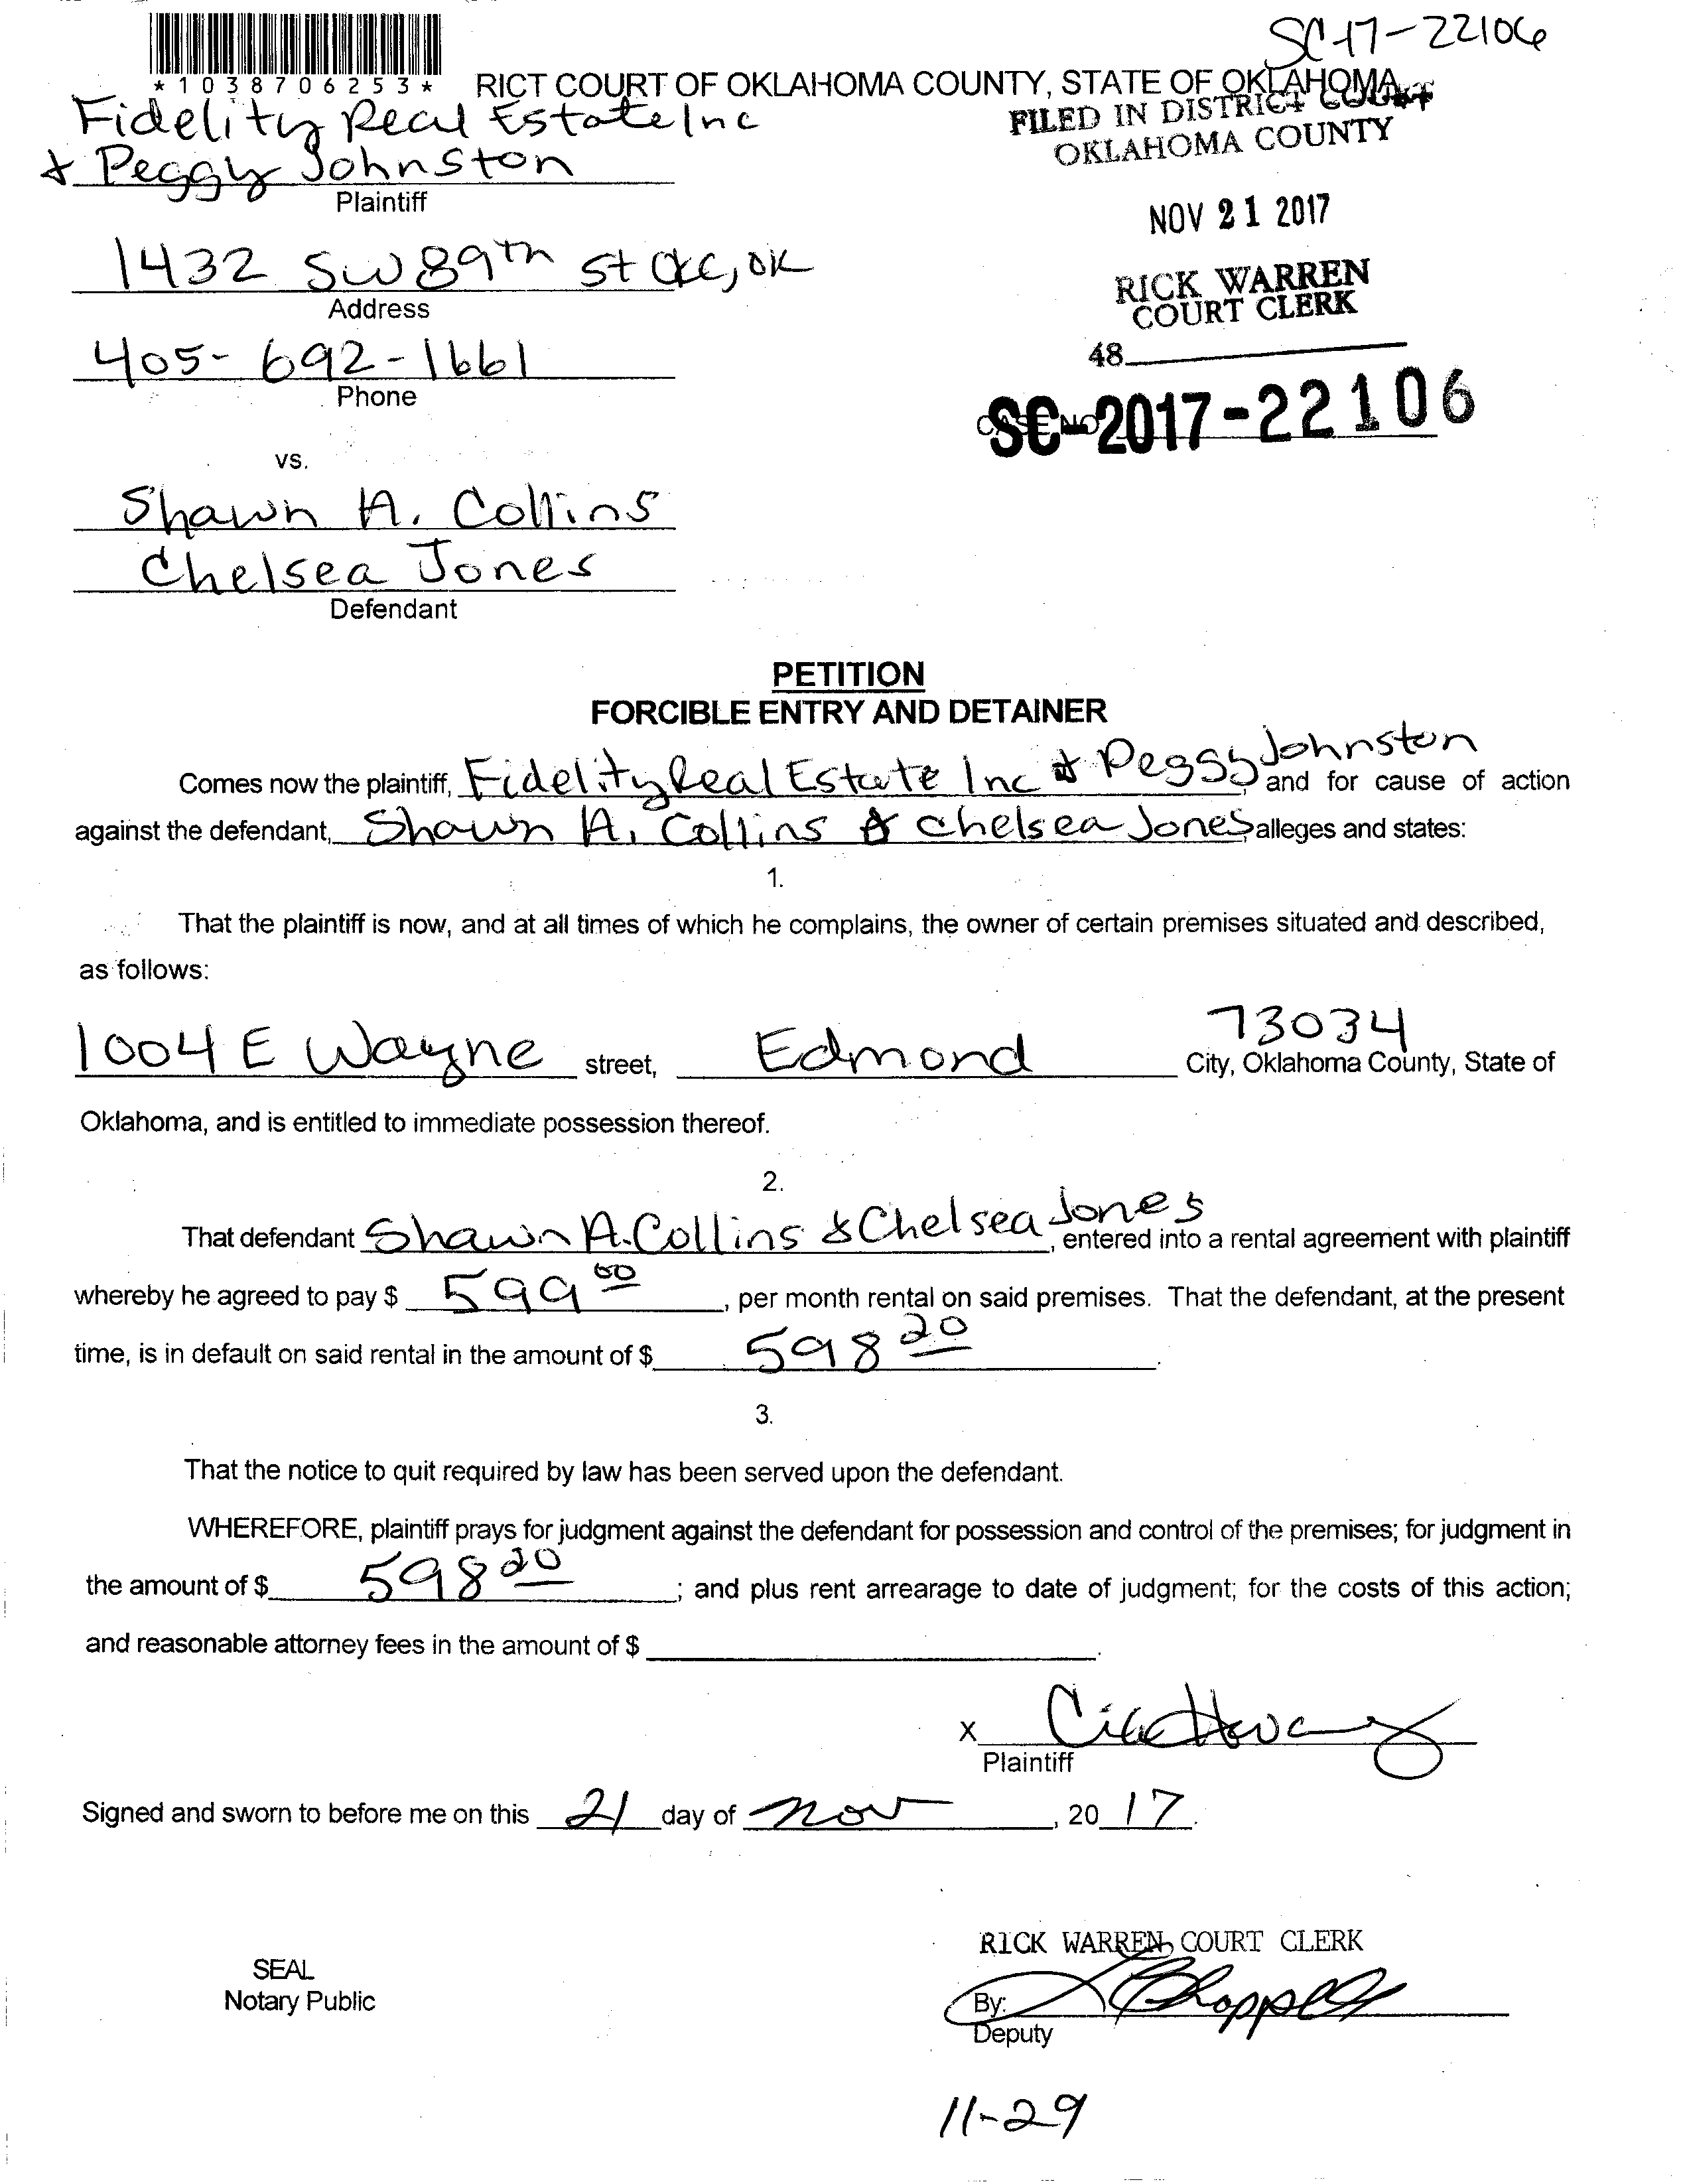 SC-17-22106
*1038706253*
RICT COURT OF OKLAHOMA COUNTY, STATE OF OKLAHOMA
Fidelity Real Estate Inc
& Peggy Johnston
Plaintiff
FILED IN DISTRICT COURT
OKLAHOMA COUNTY
1432 SW 89th St OKC, OK
Address
NOV 21 2017
RICK WARREN
COURT CLERK
405-692-1661
Phone
48
CASE NO
SC-2017-22106
vs.
Shawn A. Collins
Chelsea Jones
Defendant
PETITION
FORCIBLE ENTRY AND DETAINER
Comes now the plaintiff, Fidelity Real Estate Inc & Peggy Johnston, and for cause of action
against the defendant, Shawn A. Collins & Chelsea Jones, alleges and states:
1.
That the plaintiff is now, and at all times of which he complains, the owner of certain premises situated and described,
as follows:
73034
1004 E Wayne street, Edmond City, Oklahoma County, State of
Oklahoma, and is entitled to immediate possession thereof.
2.
That defendant Shawn A. Collins & Chelsea Jones, entered into a rental agreement with plaintiff
whereby he agreed to pay $ 599 00, per month rental on said premises. That the defendant, at the present
time, is in default on said rental in the amount of $ 598 20.
3.
That the notice to quit required by law has been served upon the defendant.
WHEREFORE, plaintiff prays for judgment against the defendant for possession and control of the premises; for judgment in
the amount of $ 598 20; and plus rent arrearage to date of judgment; for the costs of this action;
and reasonable attorney fees in the amount of $ .
X
Plaintiff
Signed and sworn to before me on this 21 day of Nov, 2017.
RICK WARREN, COURT CLERK
SEAL
Notary Public
By:
Deputy
11-29